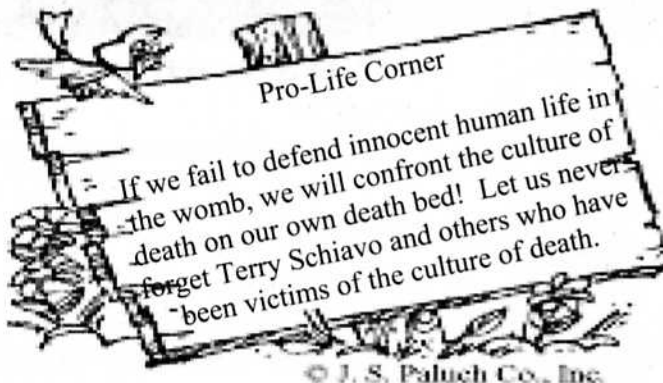 Pro-Life Corner
If we fail to defend innocent human life in
the womb, we will confront the culture of
death on our own death bed! Let us never
forget Terry Schiavo and others who have
been victims of the culture of death.
© J. S. Paluch Co., Inc.